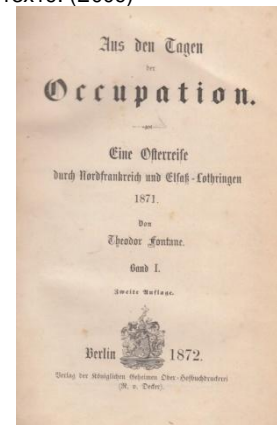 Aus den Tagen
der
Occupation.
Eine Osterreise
durch Nordfrankreich und Elsaß-Lothringen
1871.
Von
Theodor Fontane.
Band I.
Zweite Auflage.
Berlin 1872.
Verlag der Königlichen Geheimen Ober-Hofbuchdruckerei
(R. v. Decker).